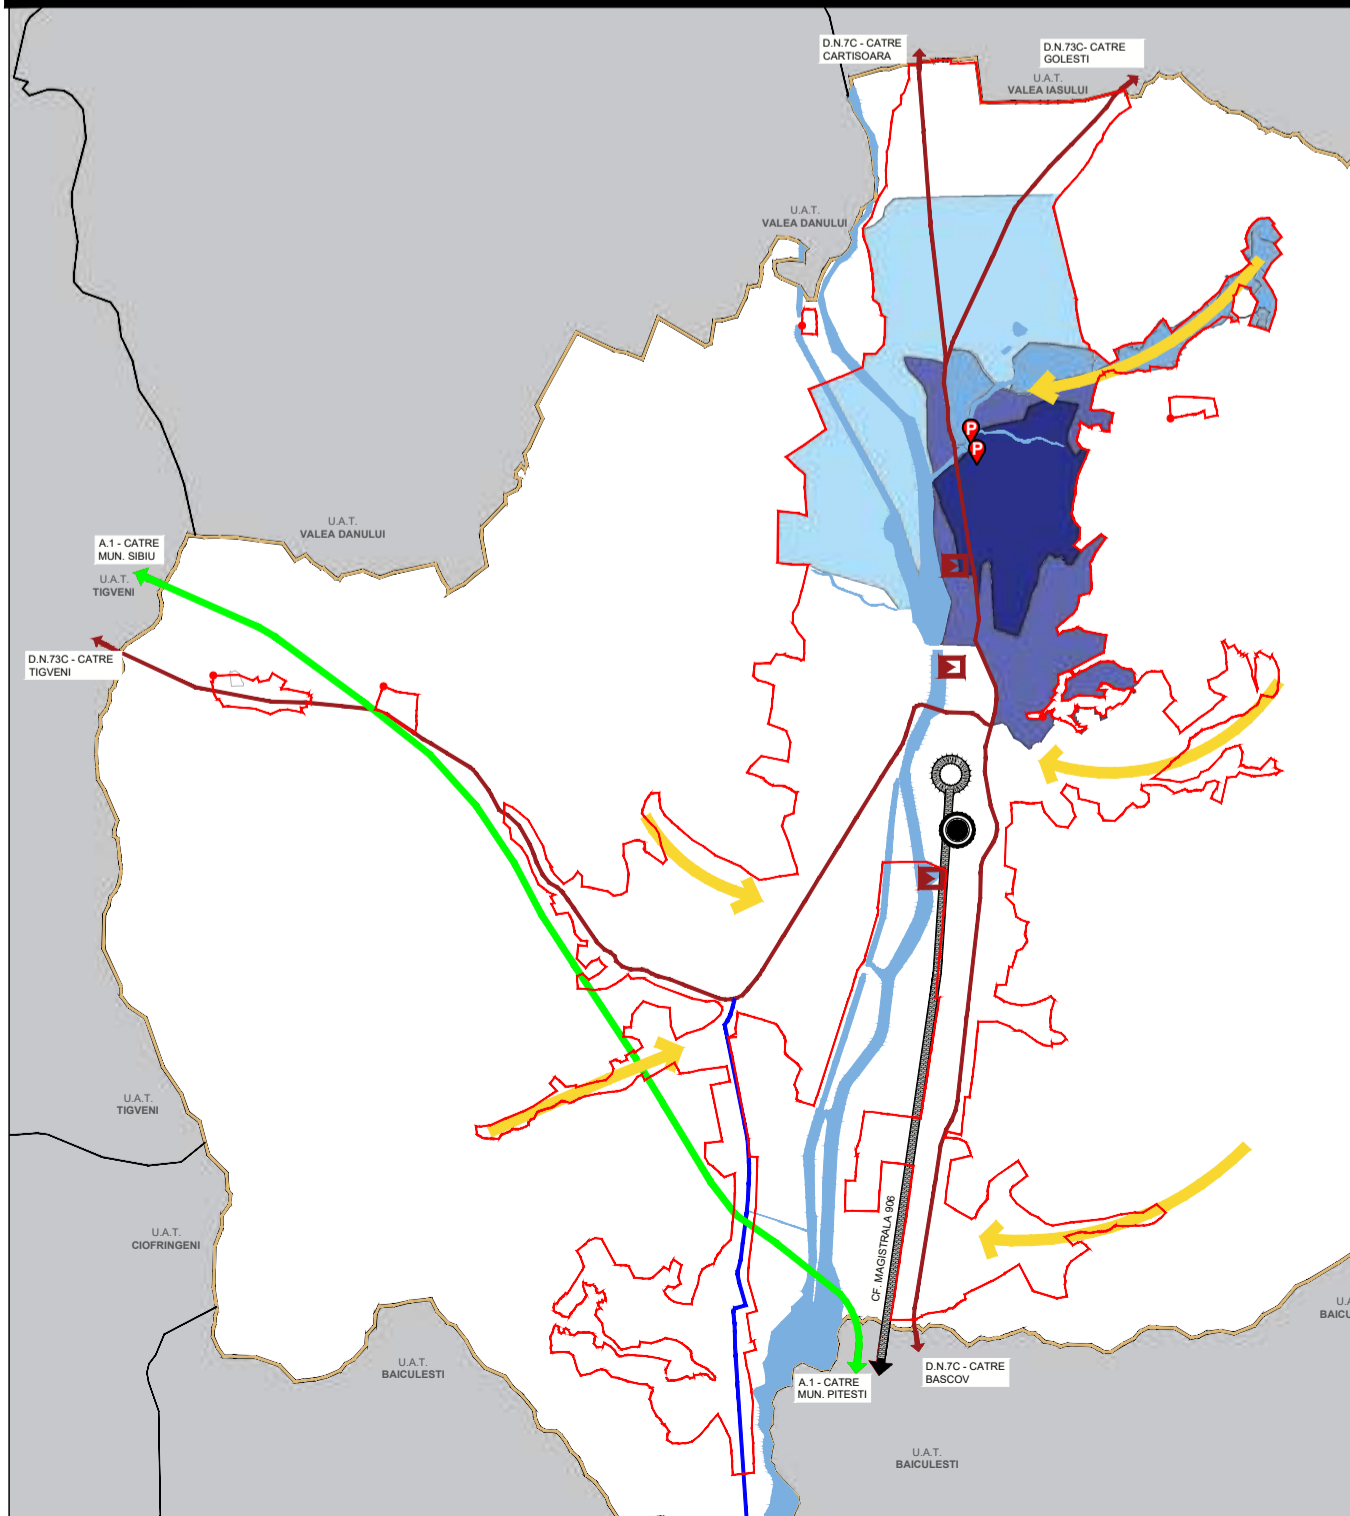 D.N.7C - CATRE
CARTISOARA
D.N.73C- CATRE
GOLESTI
U.A.T.
VALEA IASULUI
U.A.T.
VALEA DANULUI
P
P
U.A.T.
VALEA DANULUI
A.1 - CATRE
MUN. SIBIU
U.A.T.
TIGVENI
D.N.73C - CATRE
TIGVENI
U.A.T.
TIGVENI
U.A.T.
CIOFRINGENI
CF. MAGISTRALA 906
U.A.T.
BAICULESTI
A.1 - CATRE
MUN. PITESTI
D.N.7C - CATRE
BASCOV
U.A.T.
BAICULESTI
U.A
BAICU